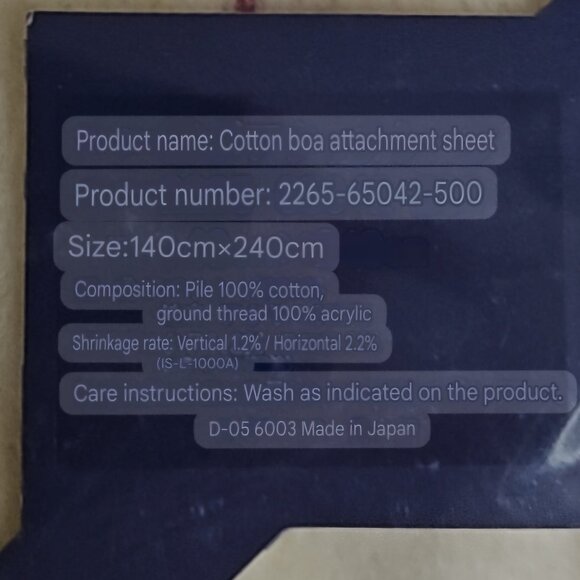 Product name: Cotton boa attachment sheet
Product number: 2265-65042-500
Size:140cm×240cm
Composition: Pile 100% cotton,
ground thread 100% acrylic
Shrinkage rate: Vertical 1.2% / Horizontal 2.2%
(IS-L-1000A)
Care instructions: Wash as indicated on the product.
D-05 6003 Made in Japan